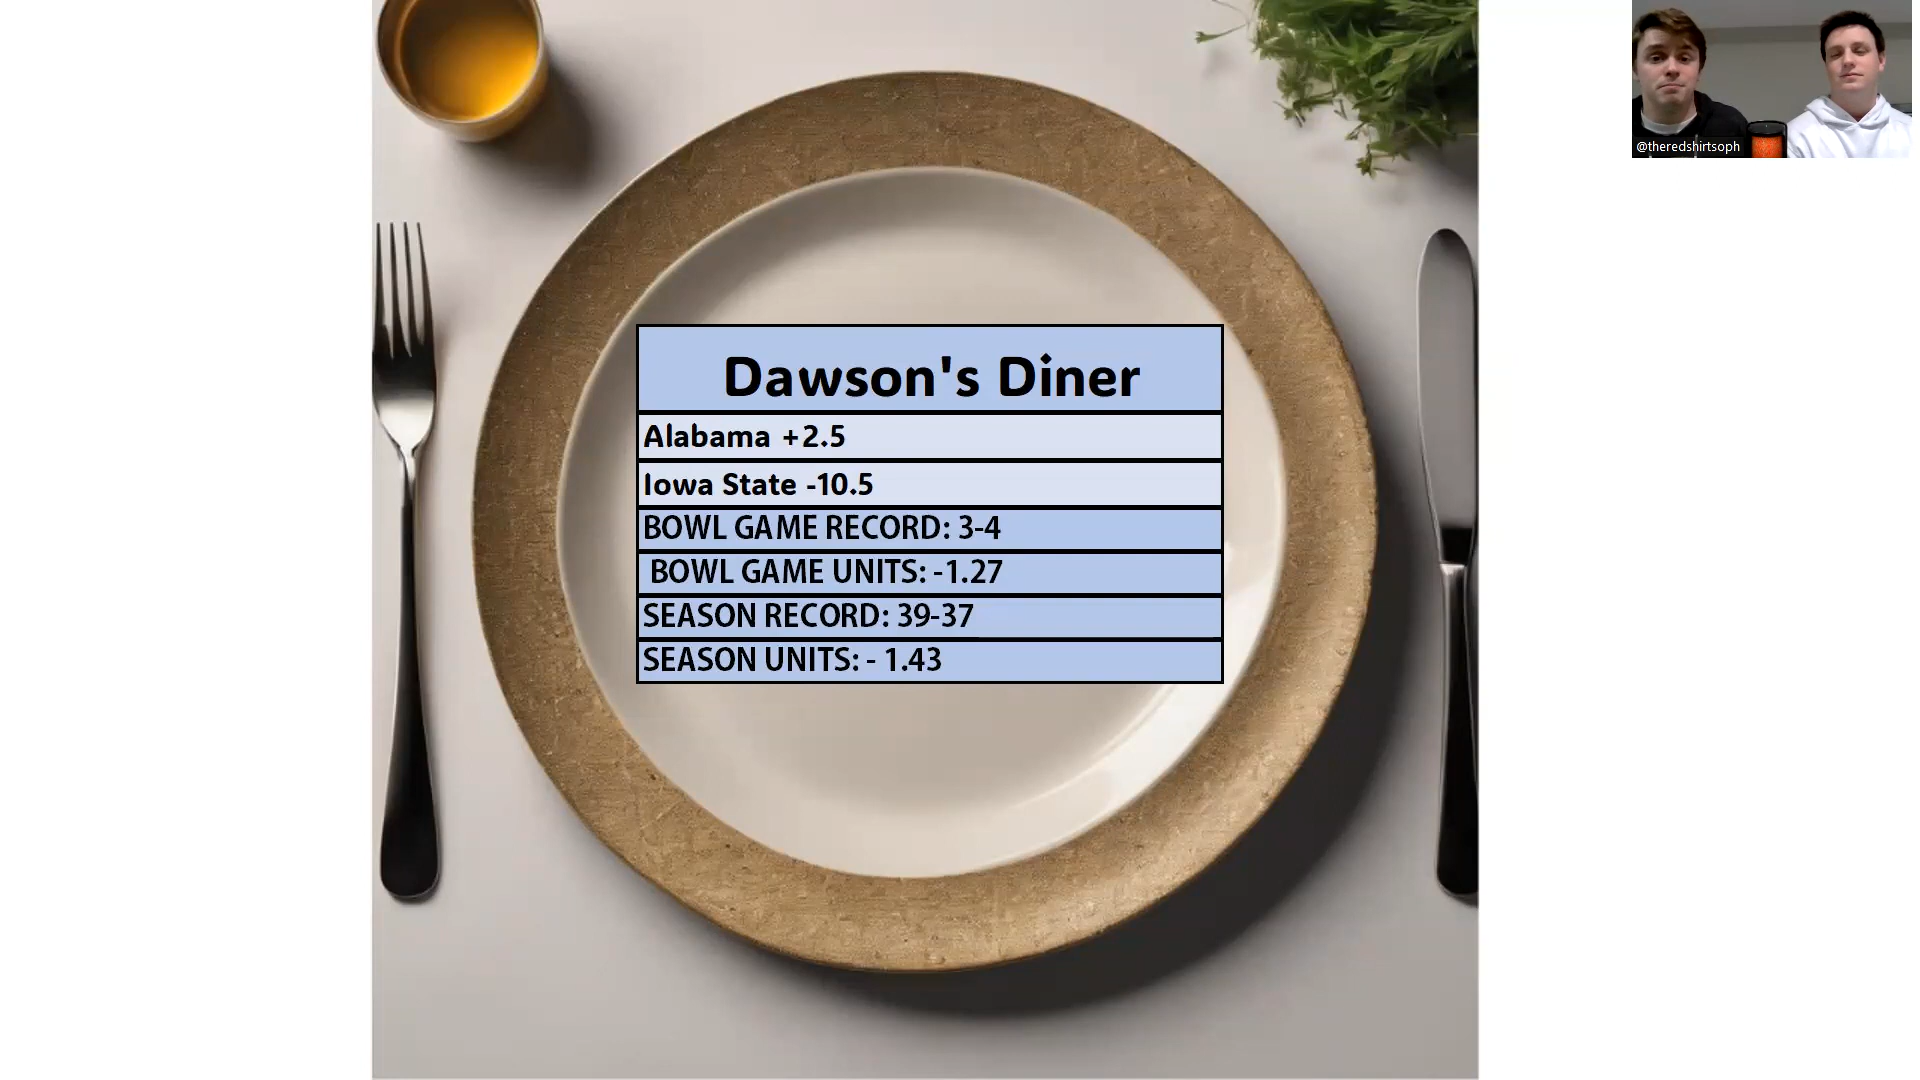 @theredshirtsoph
Dawson's Diner
Alabama +2.5
Iowa State -10.5
BOWL GAME RECORD: 3-4
BOWL GAME UNITS: -1.27
SEASON RECORD: 39-37
SEASON UNITS: - 1.43